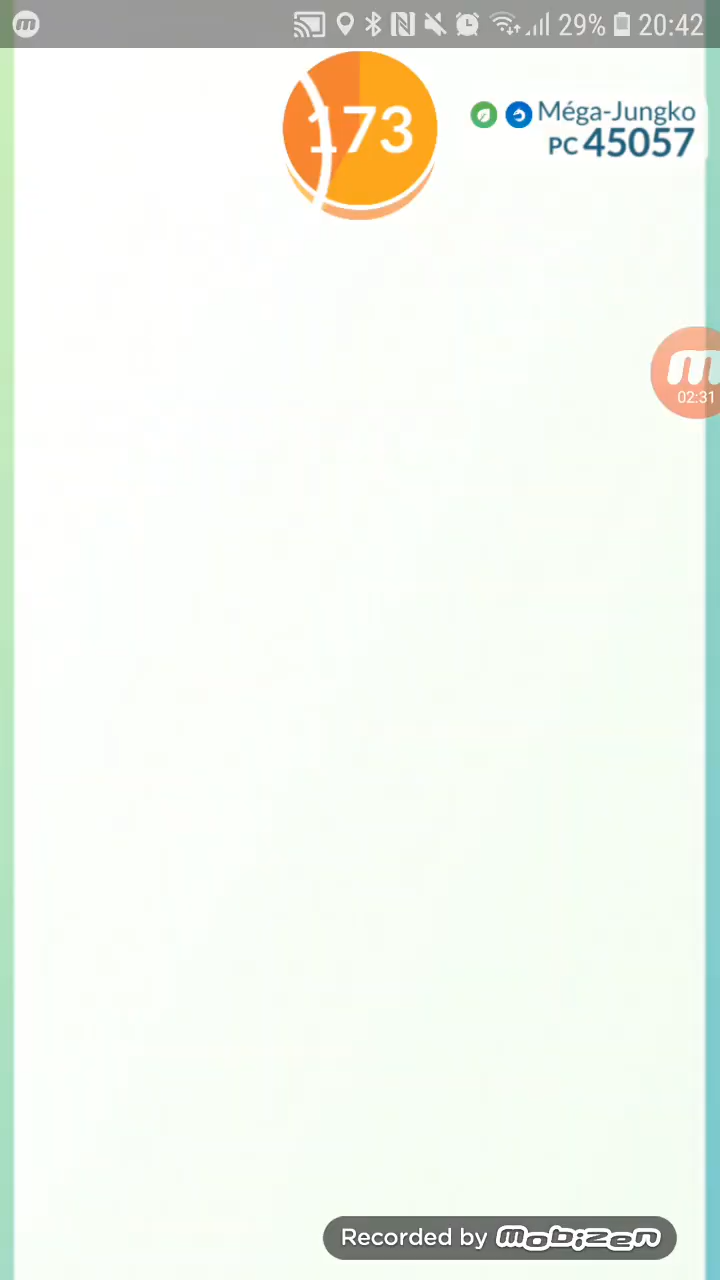 29% 20:42
173
Méga-Jungko
PC 45057
02:31
Recorded by mobizen